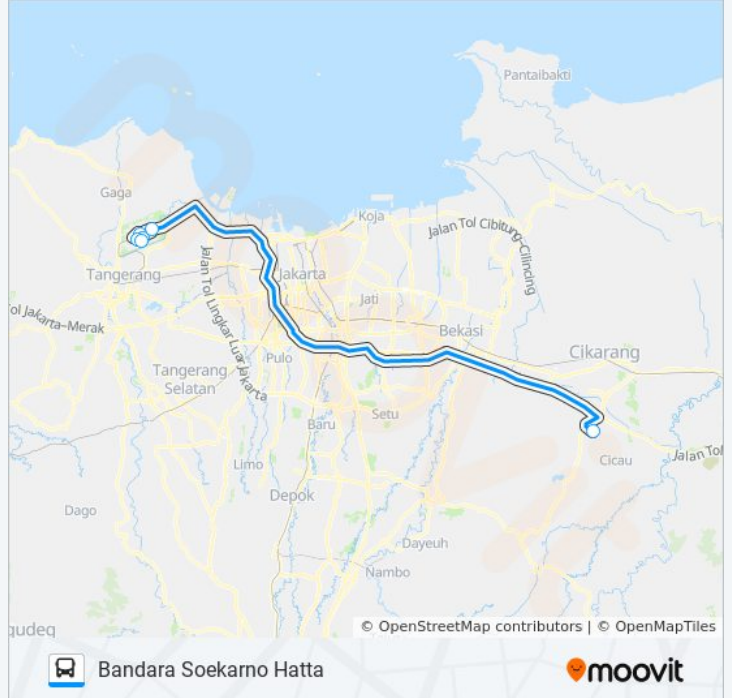 Pantaibakti
Gaga
Koja
Jalan Tol Cibitung-Cilincing
Tangerang
Jakarta
Jalan Tol Lingkar Luar Jakarta
Jati
ol Jakarta–Merak
Bekasi
Cikarang
Pulo
Tangerang
Selatan
Setu
Baru
Jalan Tol
Limo
Cicau
Depok
Dago
Dayeuh
Nambo
gudeq
© OpenStreetMap contributors | © OpenMapTiles
Bandara Soekarno Hatta
moovit